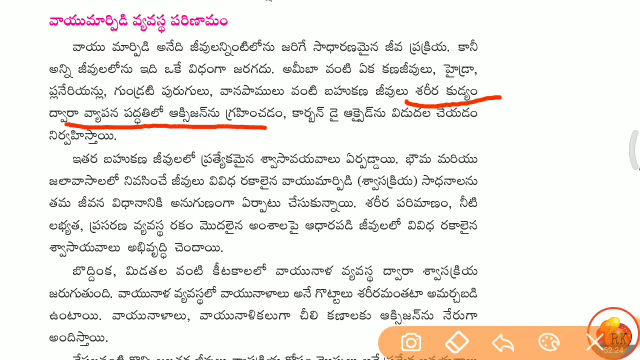 వాయుమార్పిడి వ్యవస్థ పరిణామం
వాయు మార్పిడి అనేది జీవులన్నింటిలోను జరిగే సాధారణమైన జీవ ప్రక్రియ. కానీ
అన్ని జీవులలోను ఇది ఒకే విధంగా జరగదు. అమీబా వంటి ఏక కణజీవులు, హైడ్రా,
ప్లనేరియన్లు, గుండ్రటి పురుగులు, వానపాములు వంటి బహుకణ జీవులు శరీర కుడ్యం
ద్వారా వ్యాపన పద్ధతిలో ఆక్సిజన్‌ను గ్రహించడం, కార్బన్ డై ఆక్సైడ్‌ను విడుదల చేయడం
నిర్వహిస్తాయి.
ఇతర బహుకణ జీవులలో ప్రత్యేకమైన శ్వాసావయవాలు ఏర్పడ్డాయి. భౌమ మరియు
జలావాసాలలో నివసించే జీవులు వివిధ రకాలైన వాయుమార్పిడి (శ్వాసక్రియ) సాధనాలను
తమ జీవన విధానానికి అనుగుణంగా ఏర్పాటు చేసుకున్నాయి. శరీర పరిమాణం, నీటి
లభ్యత, ప్రసరణ వ్యవస్థ రకం మొదలైన అంశాలపై ఆధారపడి జీవులలో వివిధ రకాలైన
శ్వాసాయవాలు అభివృద్ధి చెందాయి.
బొద్దింక, మిడతల వంటి కీటకాలలో వాయునాళ వ్యవస్థ ద్వారా శ్వాసక్రియ
జరుగుతుంది. వాయునాళ వ్యవస్థలో వాయునాళాలు అనే గొట్టాలు శరీరమంతటా అమర్చబడి
ఉంటాయి. వాయునాళాలు, వాయునాళికలుగా చీలి కణాలకు ఆక్సిజన్‌ను నేరుగా
అందిస్తాయి.
RK
52:24